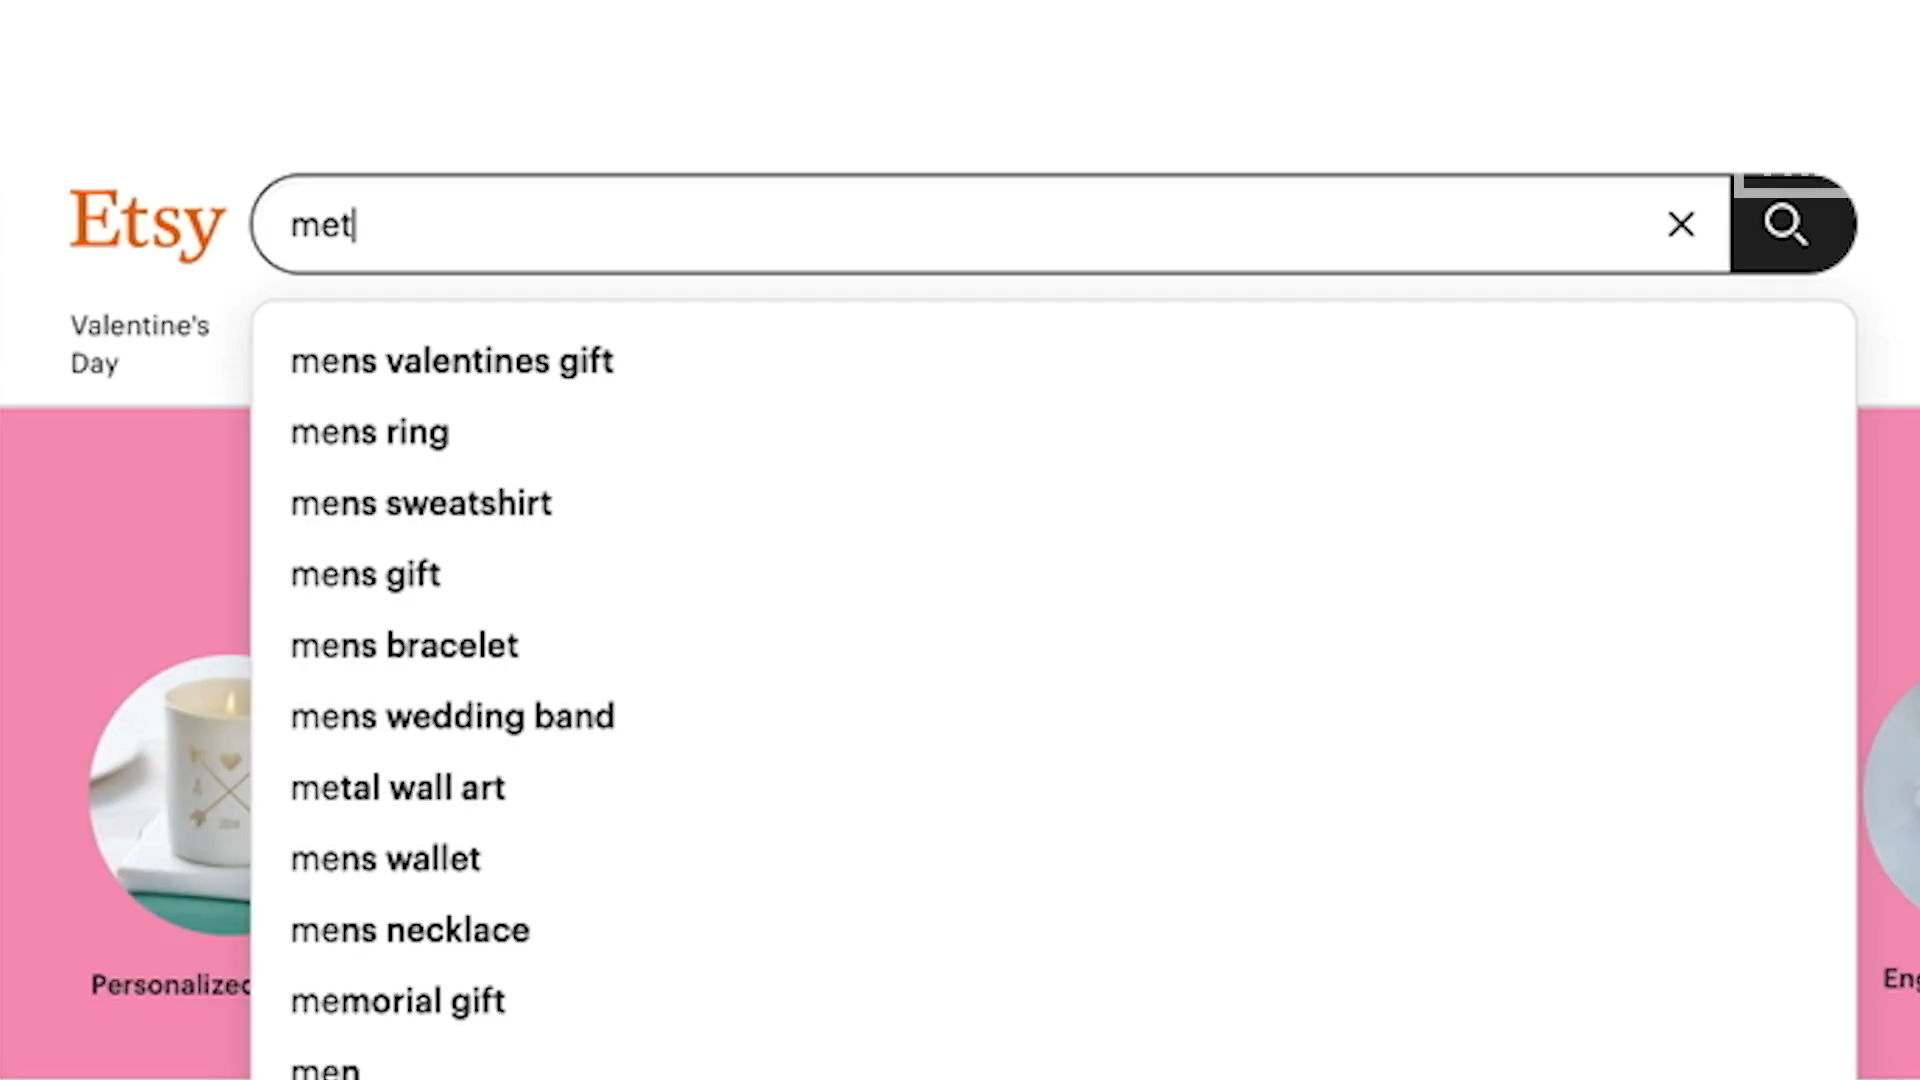 Etsy
met
Valentine's
Day
mens valentines gift
mens ring
mens sweatshirt
mens gift
mens bracelet
mens wedding band
metal wall art
mens wallet
mens necklace
memorial gift
Personalized
men